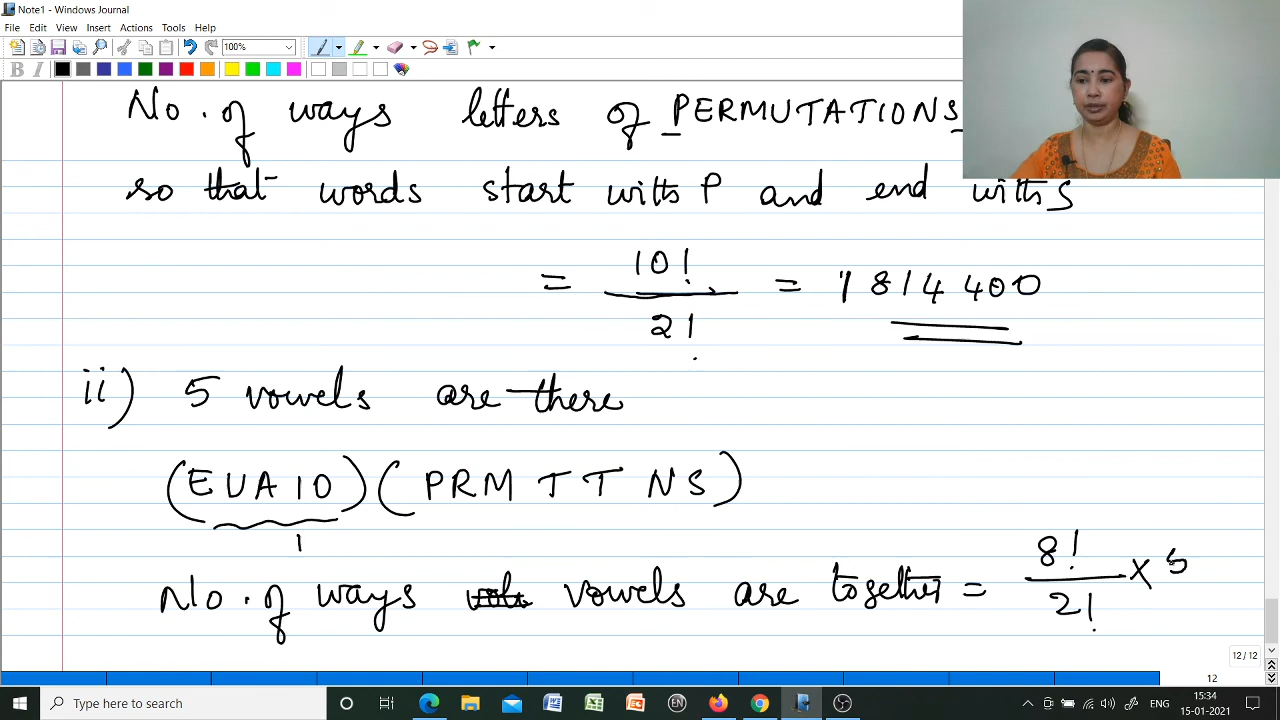 Note1 - Windows Journal
File Edit View Insert Actions Tools Help
100%
B I
No. of ways letters of PERMUTATIONS
so that words start with P and end with S
= 10! / 2! = 1814400
ii) 5 vowels are there
(EUAIO)(PRMTTNS)
1
No. of ways vowels are together = 8! / 2! × 5
12 / 12
12
Type here to search
EN
15:34
15-01-2021